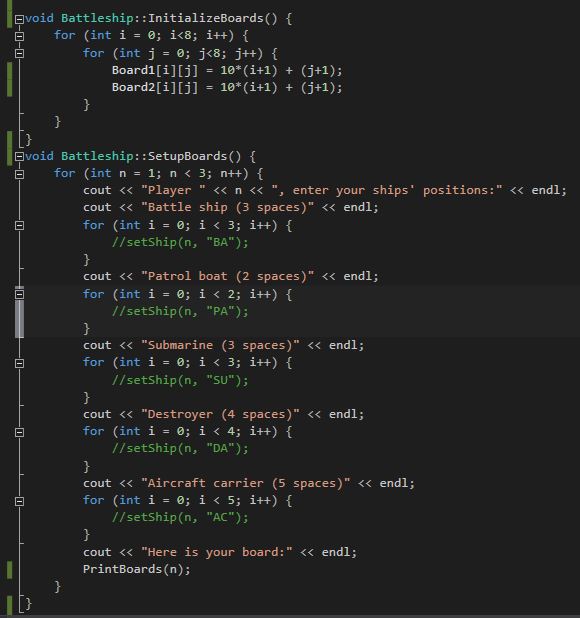 void Battleship::InitializeBoards() {
for (int i = 0; i<8; i++) {
for (int j = 0; j<8; j++) {
Board1[i][j] = 10*(i+1) + (j+1);
Board2[i][j] = 10*(i+1) + (j+1);
}
}
}
void Battleship::SetupBoards() {
for (int n = 1; n < 3; n++) {
cout << "Player " << n << ", enter your ships' positions:" << endl;
cout << "Battle ship (3 spaces)" << endl;
for (int i = 0; i < 3; i++) {
//setShip(n, "BA");
}
cout << "Patrol boat (2 spaces)" << endl;
for (int i = 0; i < 2; i++) {
//setShip(n, "PA");
}
cout << "Submarine (3 spaces)" << endl;
for (int i = 0; i < 3; i++) {
//setShip(n, "SU");
}
cout << "Destroyer (4 spaces)" << endl;
for (int i = 0; i < 4; i++) {
//setShip(n, "DA");
}
cout << "Aircraft carrier (5 spaces)" << endl;
for (int i = 0; i < 5; i++) {
//setShip(n, "AC");
}
cout << "Here is your board:" << endl;
PrintBoards(n);
}
}